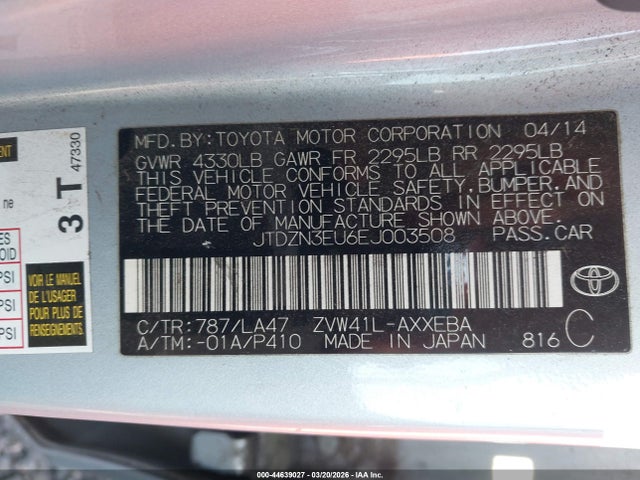 MFD.BY:TOYOTA MOTOR CORPORATION 04/14
GVWR 4330LB GAWR FR 2295LB RR 2295LB
THIS VEHICLE CONFORMS TO ALL APPLICABLE
FEDERAL MOTOR VEHICLE SAFETY,BUMPER,AND
THEFT PREVENTION STANDARDS IN EFFECT ON
THE DATE OF MANUFACTURE SHOWN ABOVE.
JTDZN3EU6EJ003508 PASS.CAR
C/TR:787/LA47 ZVW41L-AXXEBA
A/TM:-01A/P410 MADE IN JAPAN 816 C
3 T
47330
ne
PSI
PSI
PSI
VOIR LE MANUEL
DE L'USAGER
POUR PLUS DE
RENSEIGNEMENTS
000-44639027 | 03/20/2026 | IAA Inc.